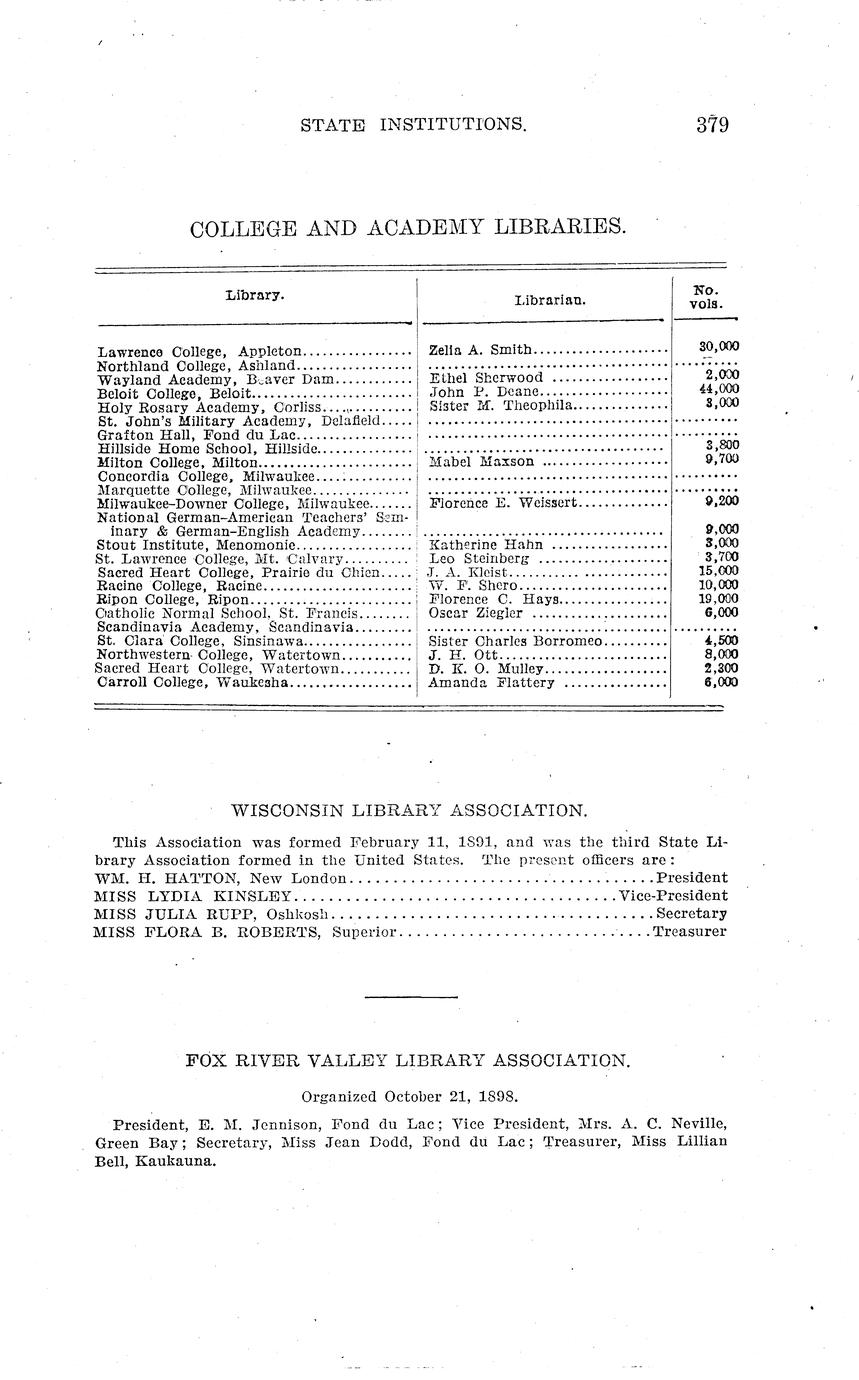 STATE INSTITUTIONS. 379
COLLEGE AND ACADEMY LIBRARIES.
Library. Librarian. No. vols.
Lawrence College, Appleton................ Zella A. Smith.................... 30,000
Northland College, Ashland................. ................................... .........
Wayland Academy, Beaver Dam........... Ethel Sherwood ................. 2,000
Beloit College, Beloit........................ John P. Deane................... 44,000
Holy Rosary Academy, Corliss............. Sister M. Theophila.............. 3,000
St. John's Military Academy, Delafield..... ................................... .........
Grafton Hall, Fond du Lac................. ................................... .........
Hillside Home School, Hillside.............. ................................... 3,800
Milton College, Milton....................... Mabel Maxson ................... 9,700
Concordia College, Milwaukee.............. ................................... .........
Marquette College, Milwaukee.............. ................................... .........
Milwaukee-Downer College, Milwaukee...... Florence E. Weissert............. 9,200
National German-American Teachers' Sem-
inary & German-English Academy........ ................................... 9,000
Stout Institute, Menomonie................. Katherine Hahn ................. 3,000
St. Lawrence College, Mt. Calvary.......... Leo Steinberg ................... 3,700
Sacred Heart College, Prairie du Chien..... J. A. Kleist....................... 15,000
Racine College, Racine...................... W. F. Shero...................... 10,000
Ripon College, Ripon........................ Florence C. Hays................ 19,000
Catholic Normal School, St. Francis........ Oscar Ziegler .................... 6,000
Scandinavia Academy, Scandinavia......... ................................... .........
St. Clara College, Sinsinawa................ Sister Charles Borromeo......... 4,500
Northwestern College, Watertown.......... J. H. Ott......................... 8,000
Sacred Heart College, Watertown.......... D. K. O. Mulley.................. 2,300
Carroll College, Waukesha.................. Amanda Flattery ............... 6,000
WISCONSIN LIBRARY ASSOCIATION.
This Association was formed February 11, 1891, and was the third State Li-
brary Association formed in the United States. The present officers are:
WM. H. HATTON, New London.................................President
MISS LYDIA KINSLEY...................................Vice-President
MISS JULIA RUPP, Oshkosh...................................Secretary
MISS FLORA B. ROBERTS, Superior...........................Treasurer
FOX RIVER VALLEY LIBRARY ASSOCIATION.
Organized October 21, 1898.
President, E. M. Jennison, Fond du Lac; Vice President, Mrs. A. C. Neville,
Green Bay; Secretary, Miss Jean Dodd, Fond du Lac; Treasurer, Miss Lillian
Bell, Kaukauna.